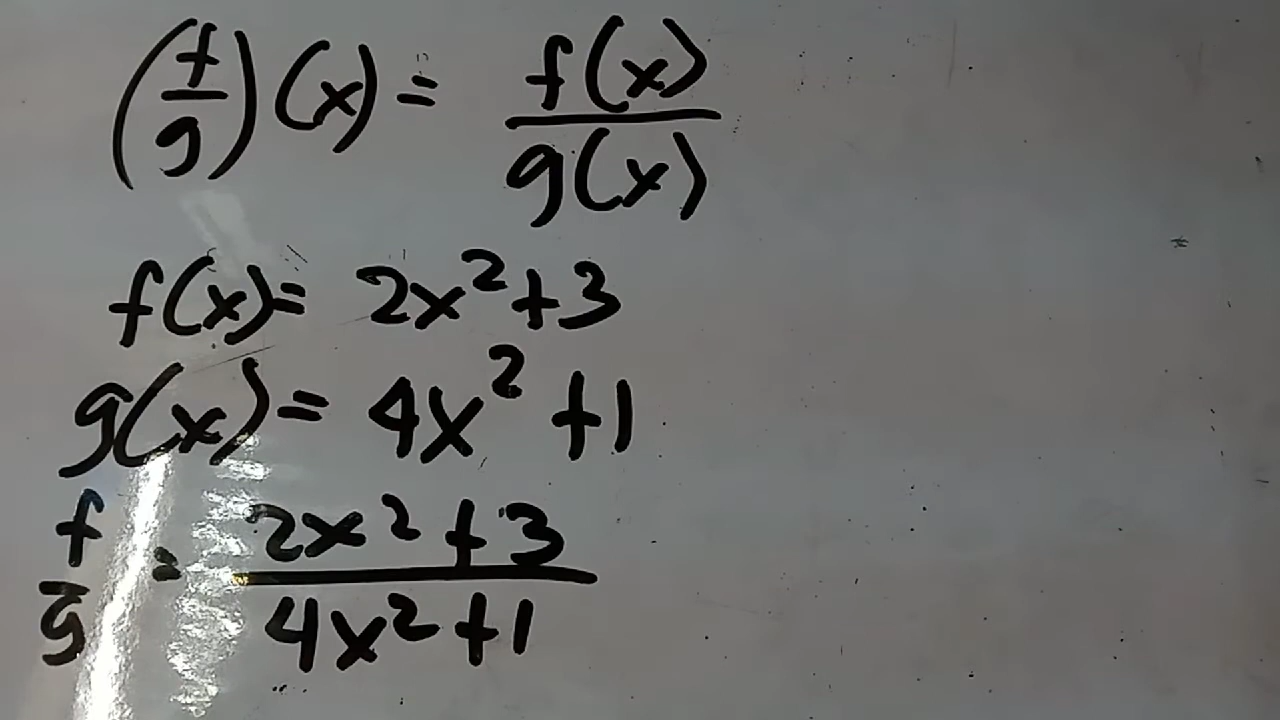 (f/g)(x) = f(x)/g(x)
f(x) = 2x² + 3
g(x) = 4x² + 1
f/g = 2x² + 3/4x² + 1